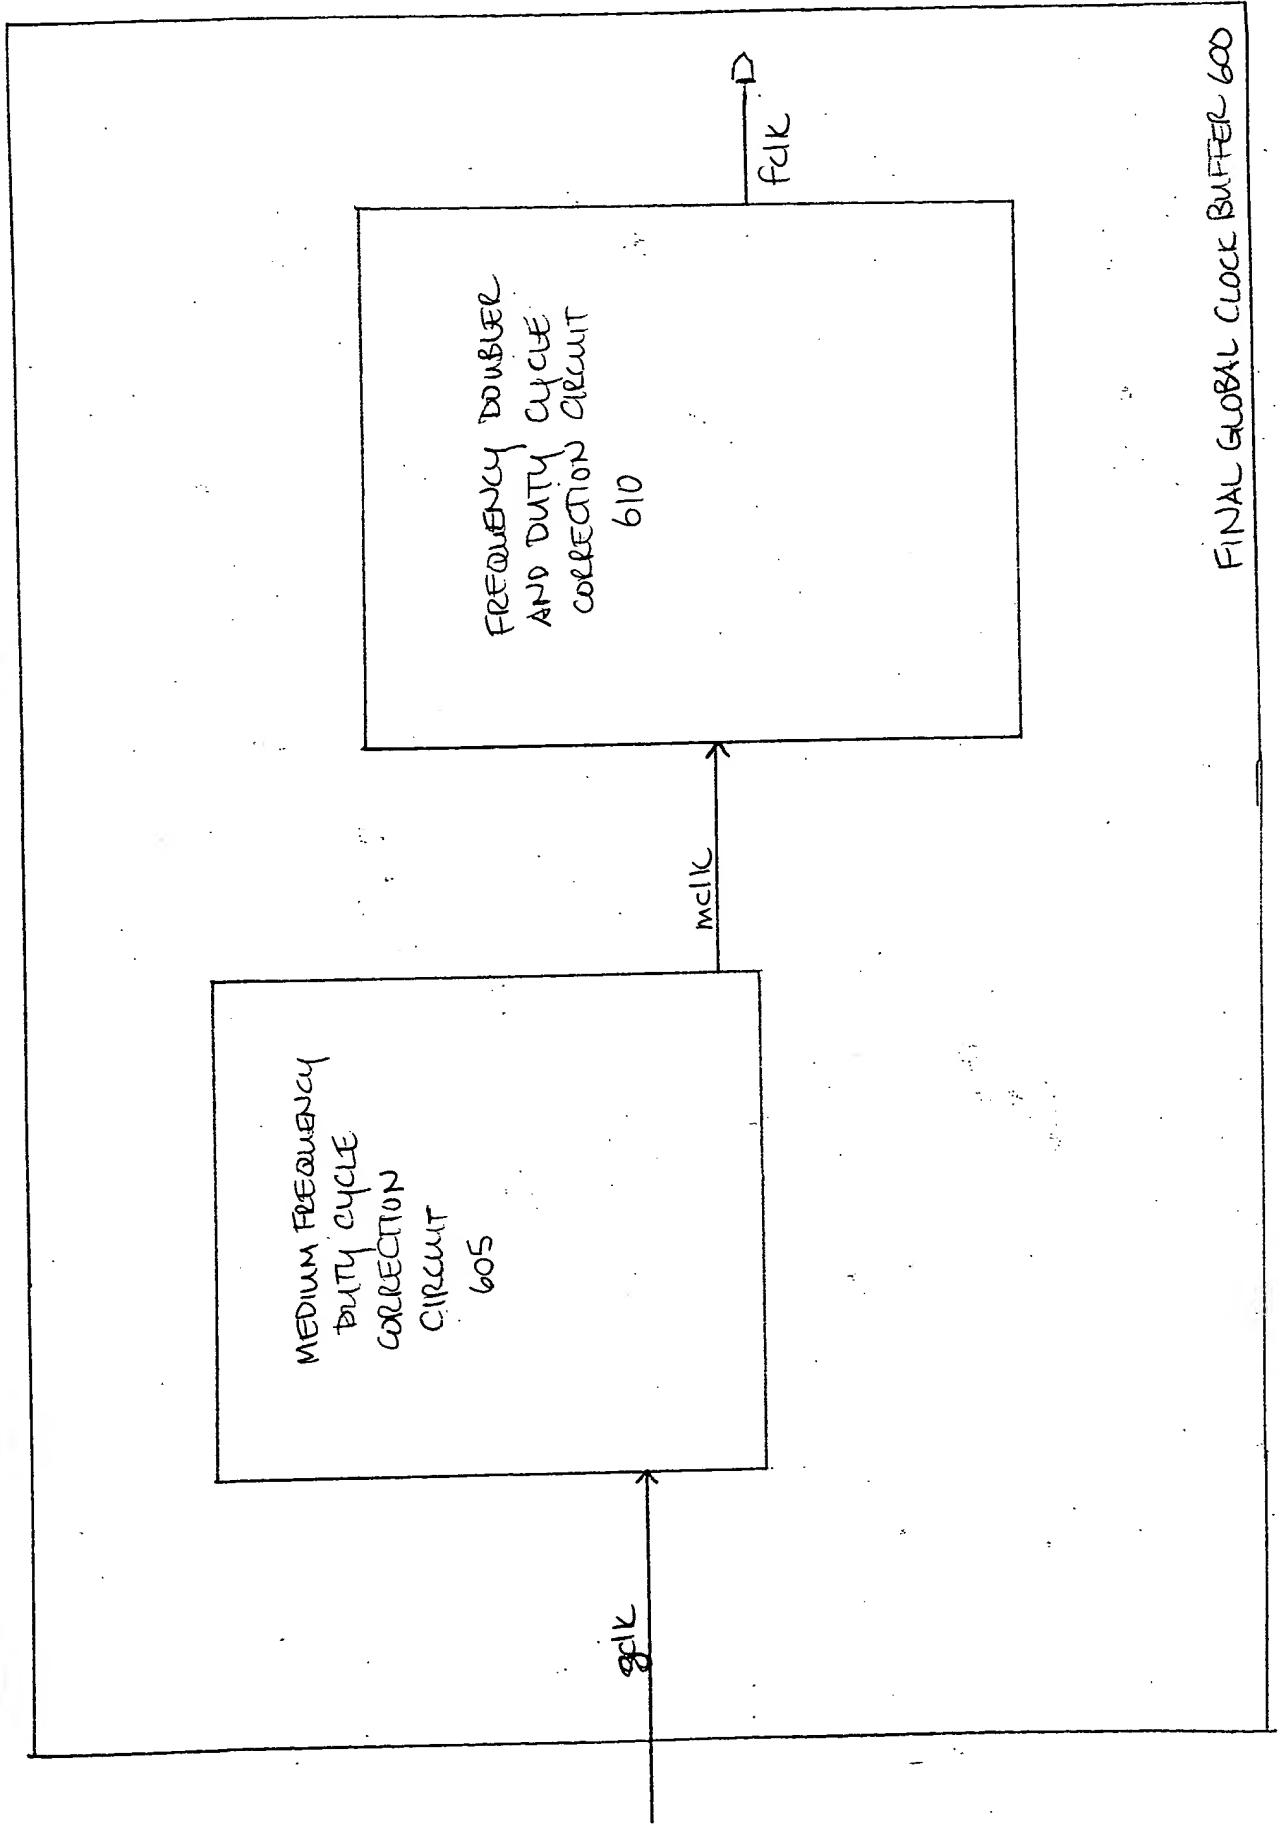 MEDIUM FREQUENCY
DUTY CYCLE
CORRECTION
CIRCUIT
605
gclk
mclk
FREQUENCY DOUBLER
AND DUTY CYCLE
CORRECTION CIRCUIT
610
fclk
FINAL GLOBAL CLOCK BUFFER 600